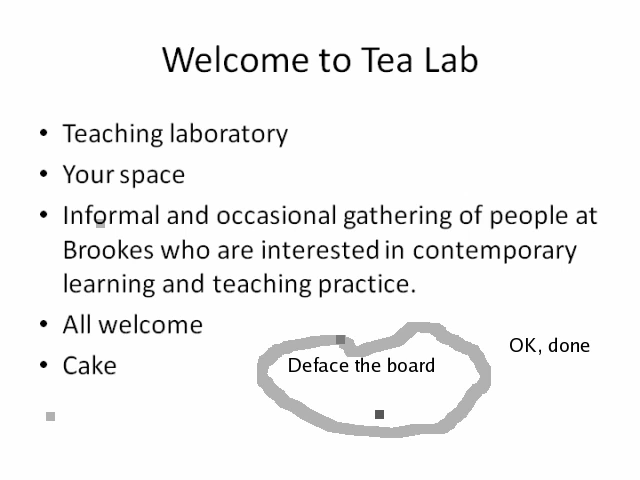 Welcome to Tea Lab
• Teaching laboratory
• Your space
• Informal and occasional gathering of people at
Brookes who are interested in contemporary
learning and teaching practice.
• All welcome
• Cake
Deface the board
OK, done